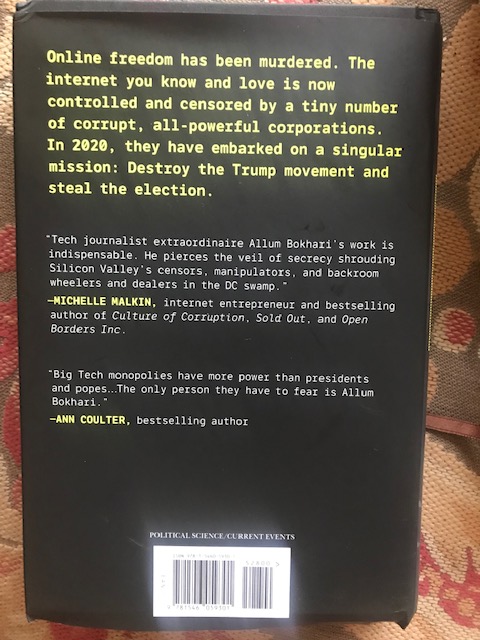 Online freedom has been murdered. The
internet you know and love is now
controlled and censored by a tiny number
of corrupt, all-powerful corporations.
In 2020, they have embarked on a singular
mission: Destroy the Trump movement and
steal the election.
"Tech journalist extraordinaire Allum Bokhari's work is
indispensable. He pierces the veil of secrecy shrouding
Silicon Valley's censors, manipulators, and backroom
wheelers and dealers in the DC swamp."
—MICHELLE MALKIN, internet entrepreneur and bestselling
author of Culture of Corruption, Sold Out, and Open
Borders Inc.
"Big Tech monopolies have more power than presidents
and popes...The only person they have to fear is Allum
Bokhari."
—ANN COULTER, bestselling author
POLITICAL SCIENCE/CURRENT EVENTS